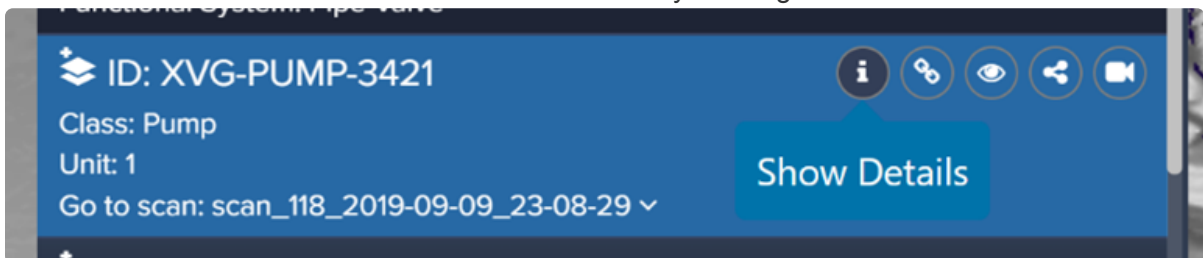 ID: XVG-PUMP-3421
Class: Pump
Unit: 1
Go to scan: scan_118_2019-09-09_23-08-29
Show Details